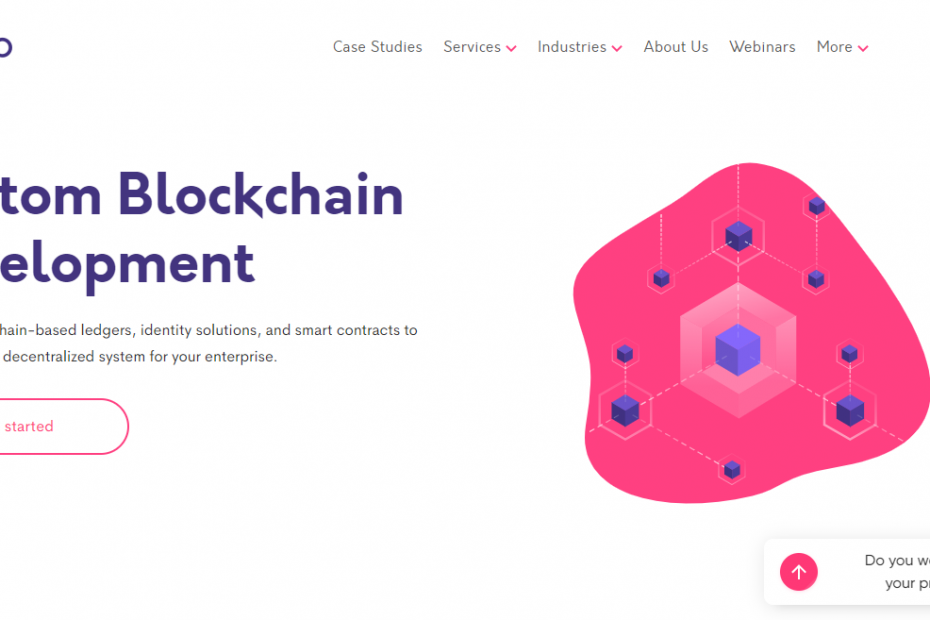 Case Studies Services Industries About Us Webinars More
tom Blockchain
elopment
hain-based ledgers, identity solutions, and smart contracts to
decentralized system for your enterprise.
started
Do you w
your p